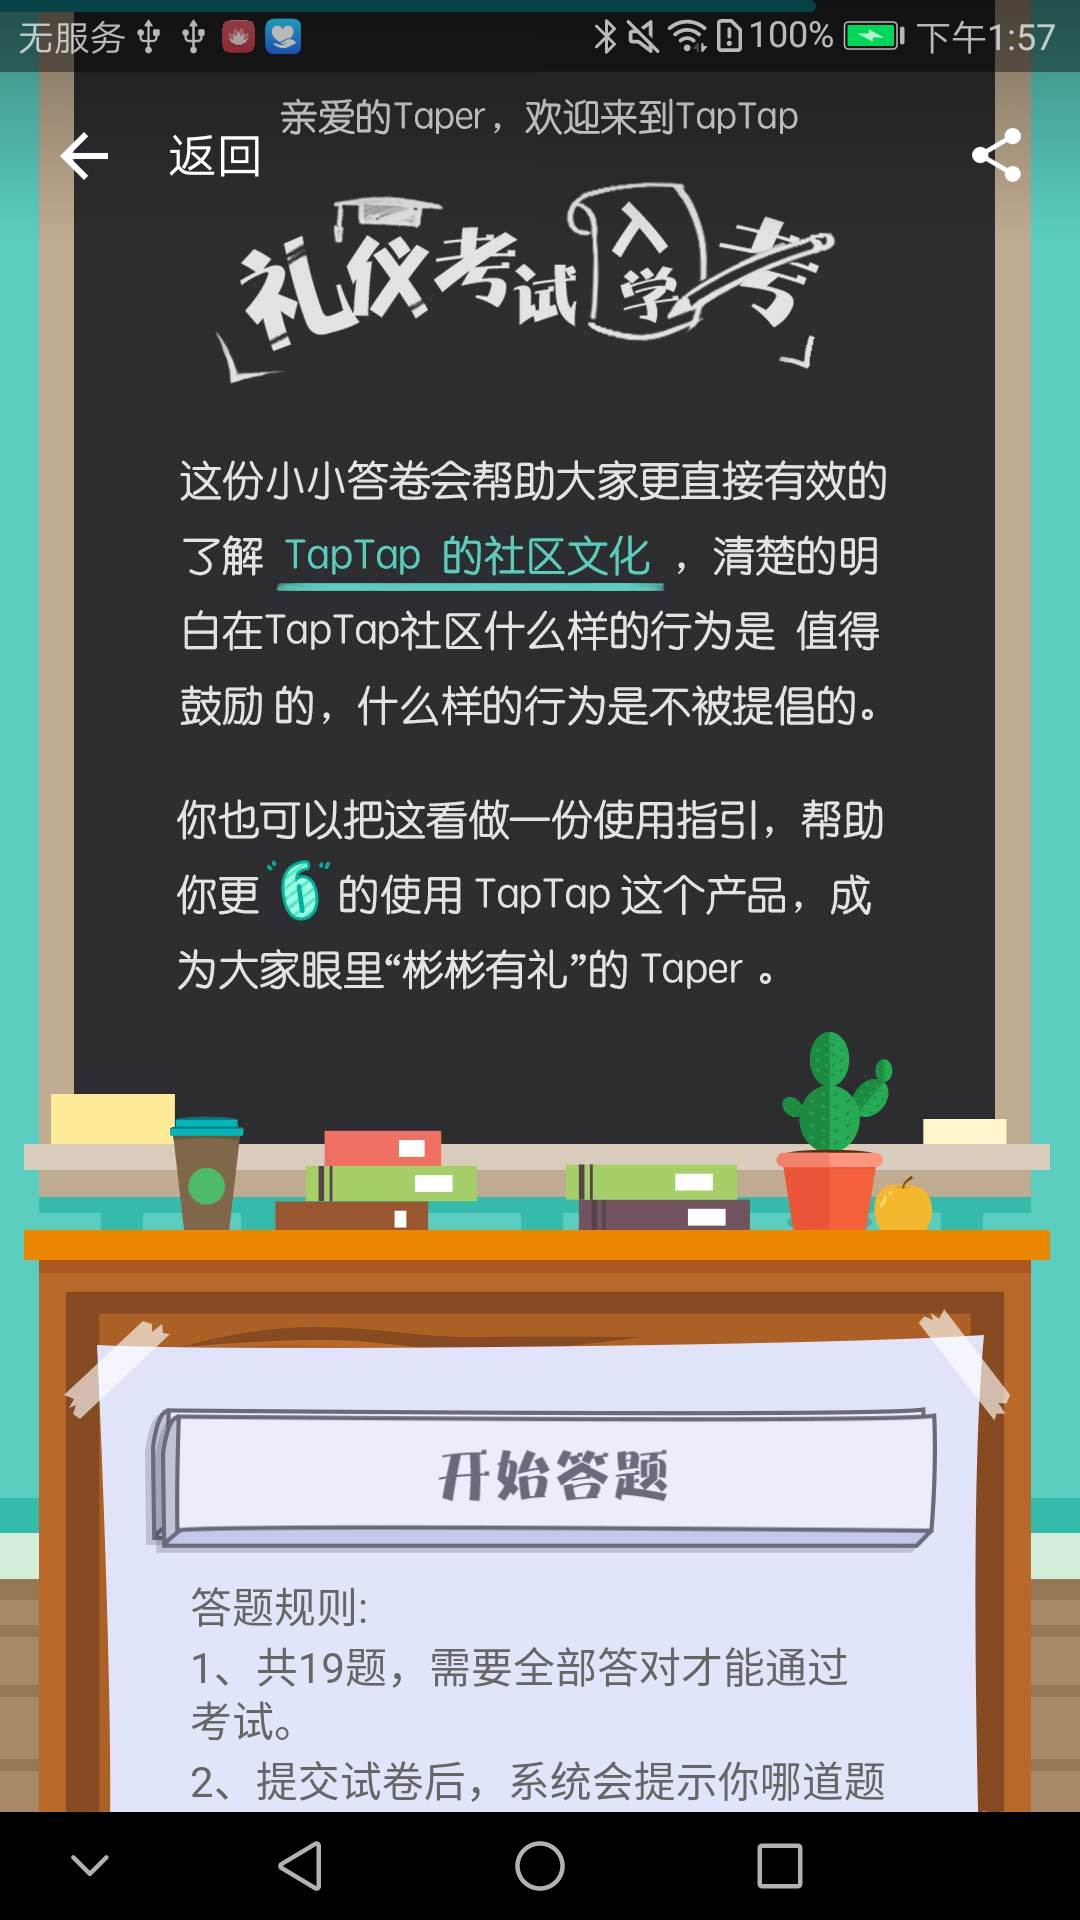 无服务 100% 下午1:57
亲爱的Taper，欢迎来到TapTap
返回
礼仪考试入学考
这份小小答卷会帮助大家更直接有效的
了解 TapTap 的社区文化 ，清楚的明
白在TapTap社区什么样的行为是 值得
鼓励 的，什么样的行为是不被提倡的。
你也可以把这看做一份使用指引，帮助
你更“6”的使用 TapTap 这个产品，成
为大家眼里“彬彬有礼”的 Taper 。
开始答题
答题规则:
1、共19题，需要全部答对才能通过
考试。
2、提交试卷后，系统会提示你哪道题